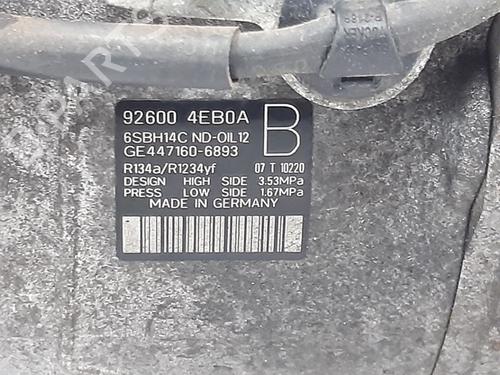 92600 4EB0A B
6SBH14C ND-OIL12
GE447160-6893
R134a/R1234yf 07 T 10220
DESIGN HIGH SIDE 3.53MPa
PRESS LOW SIDE 1.67MPa
MADE IN GERMANY